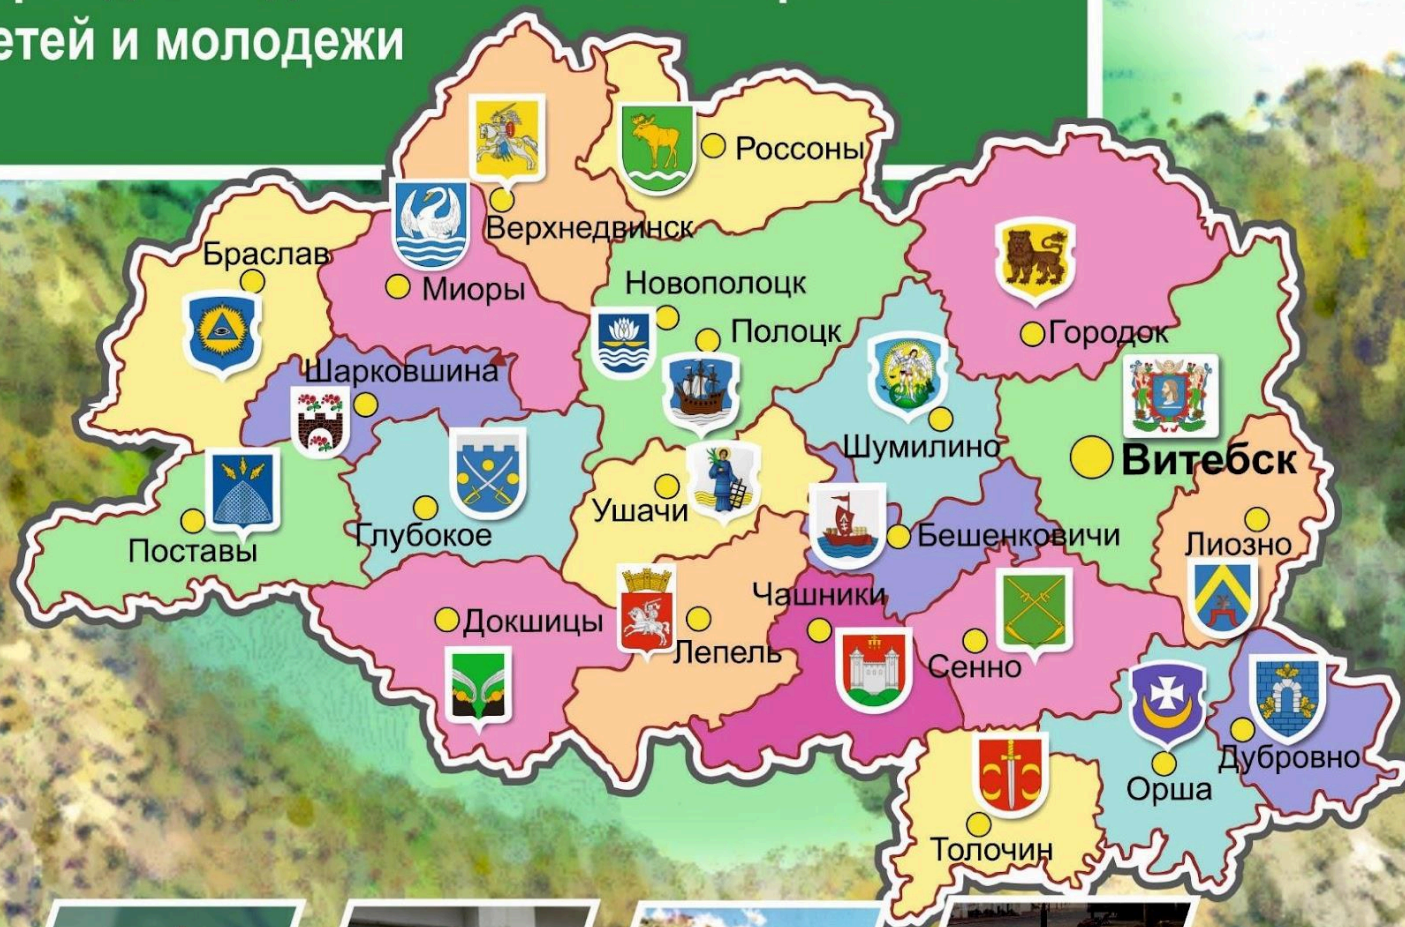 етей и молодежи
Россоны
Верхнедвинск
Браслав
Миоры
Новополоцк
Полоцк
Городок
Шарковшина
Шумилино
Витебск
Ушачи
Глубокое
Бешенковичи
Поставы
Лиозно
Чашники
Докшицы
Лепель
Сенно
Дубровно
Орша
Толочин